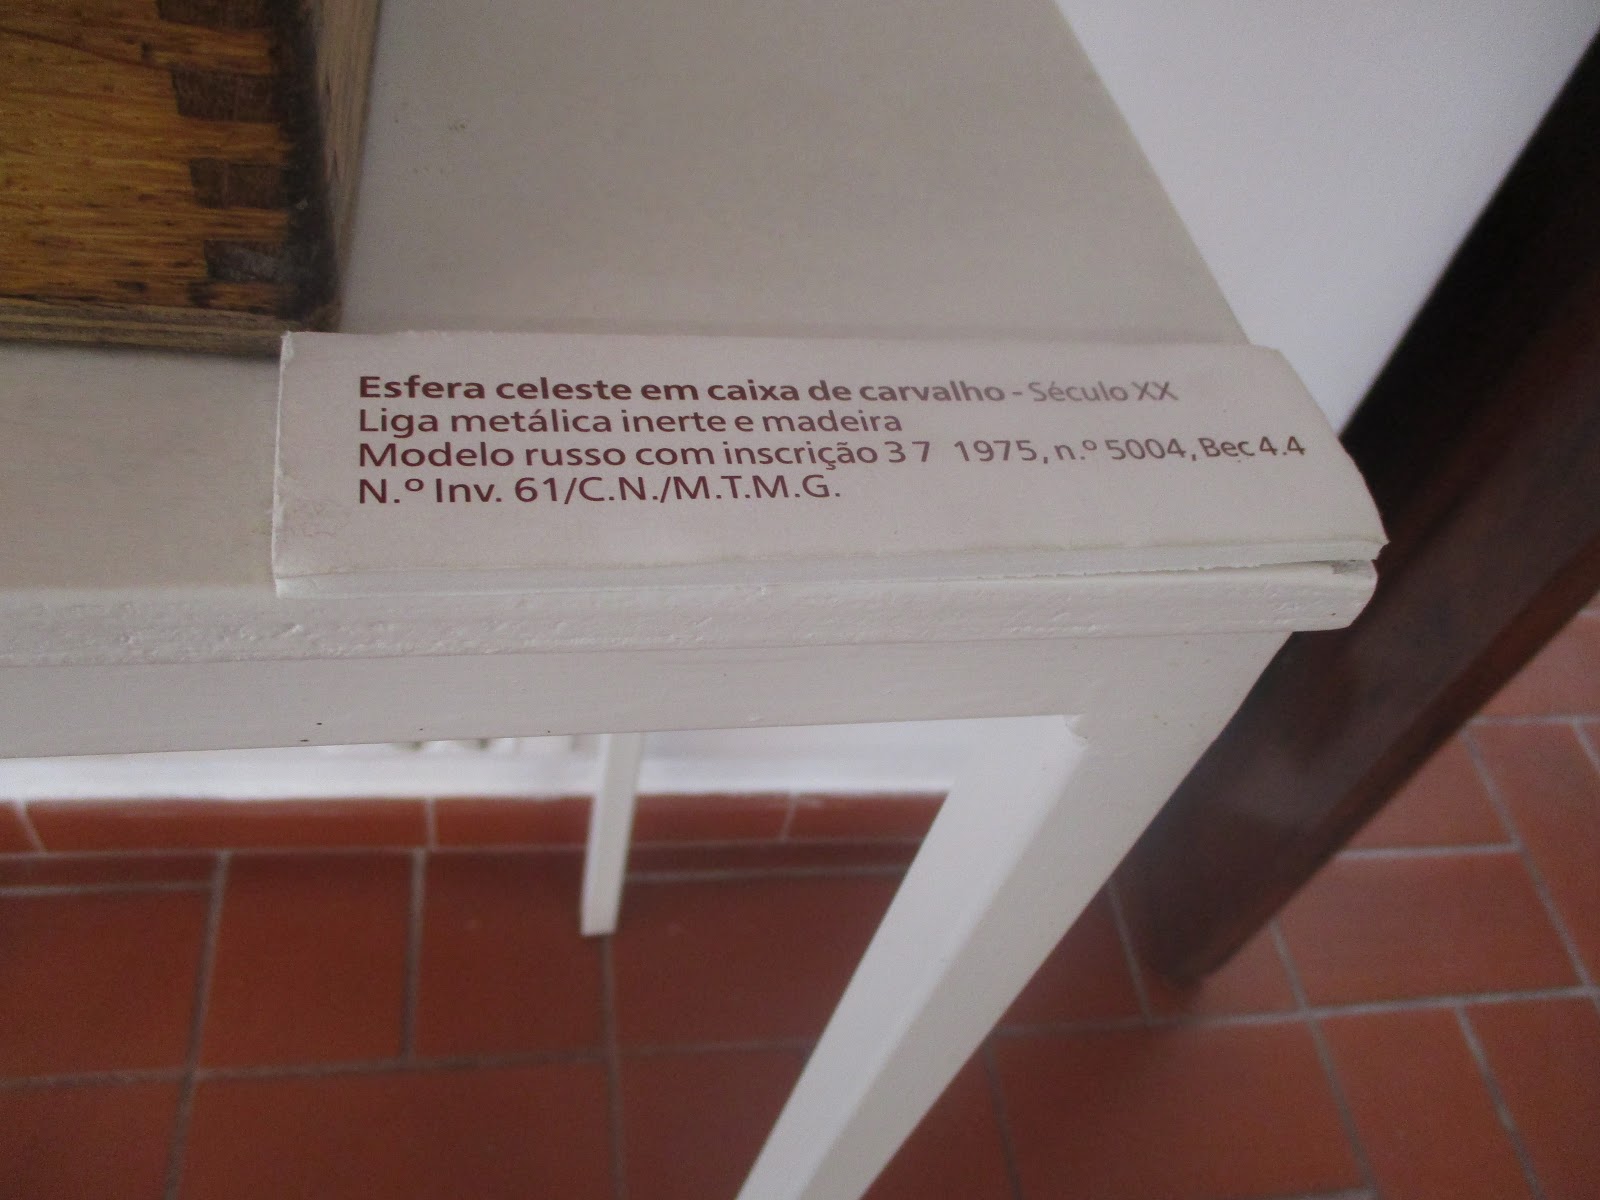 Esfera celeste em caixa de carvalho - Século XX
Liga metálica inerte e madeira
Modelo russo com inscrição 3 7 1975, n.º 5004, Bec 4.4
N.º Inv. 61/C.N./M.T.M.G.